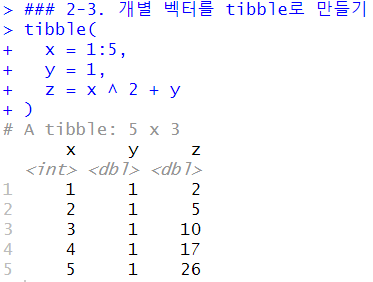 > ### 2-3. 개별 벡터를 tibble로 만들기
> tibble(
+   x = 1:5,
+   y = 1,
+   z = x ^ 2 + y
+ )
# A tibble: 5 x 3
      x     y     z
  <int> <dbl> <dbl>
1     1     1     2
2     2     1     5
3     3     1    10
4     4     1    17
5     5     1    26